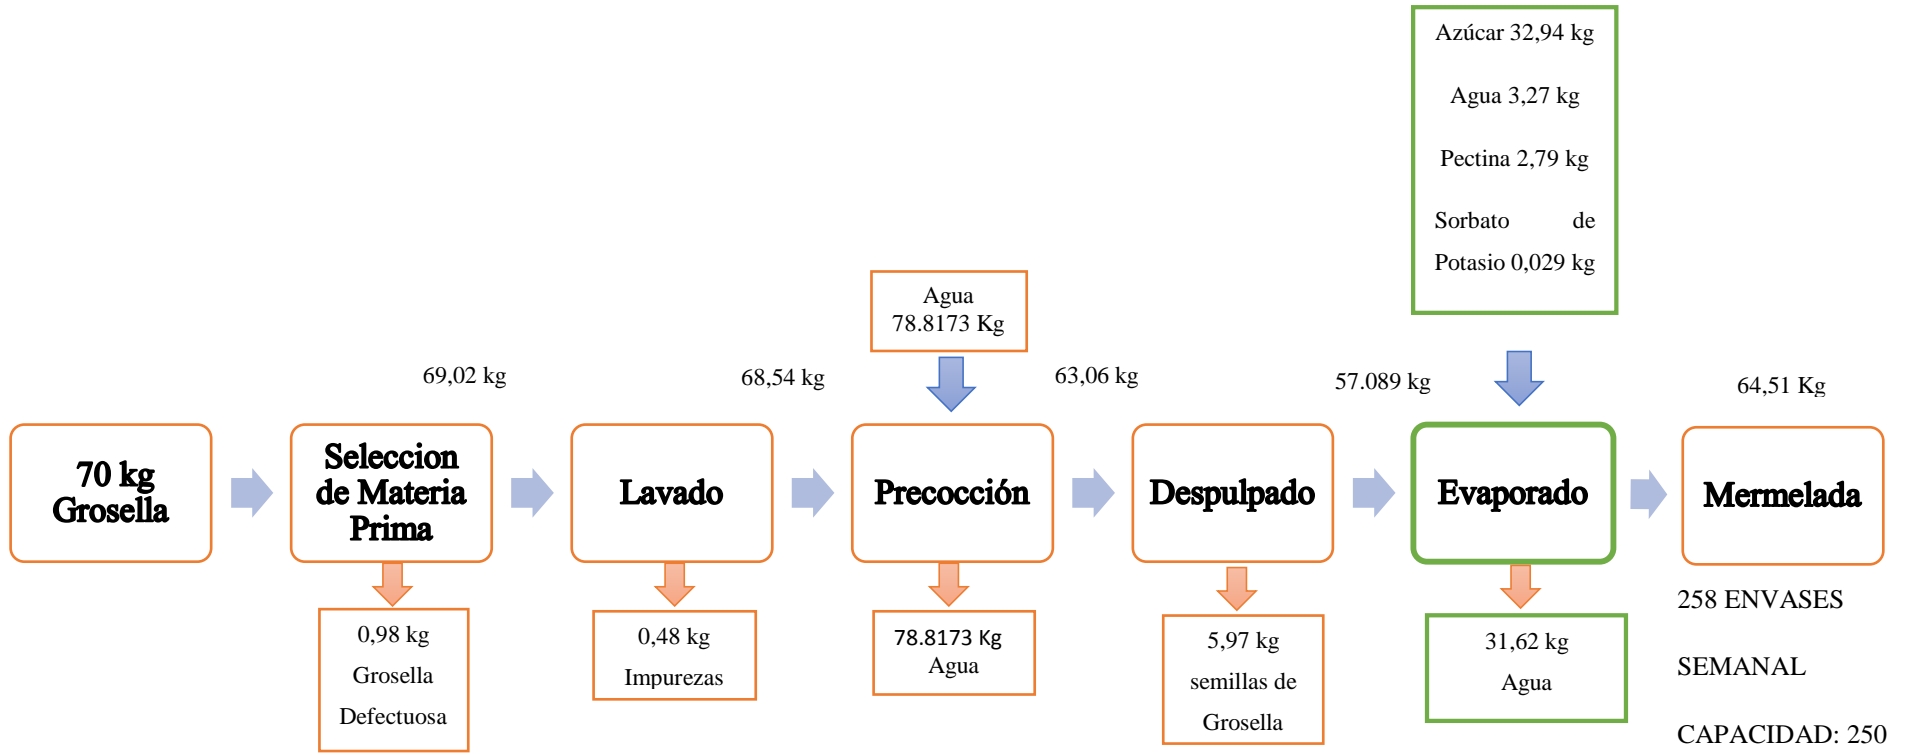 Azúcar 32,94 kg
Agua 3,27 kg
Pectina 2,79 kg
Sorbato de
Potasio 0,029 kg
Agua
78.8173 Kg
69,02 kg
68,54 kg
63,06 kg
57.089 kg
64,51 Kg
70 kg
Grosella
Seleccion
de Materia
Prima
Lavado
Precocción
Despulpado
Evaporado
Mermelada
0,98 kg
Grosella
Defectuosa
0,48 kg
Impurezas
78.8173 Kg
Agua
5,97 kg
semillas de
Grosella
31,62 kg
Agua
258 ENVASES
SEMANAL
CAPACIDAD: 250